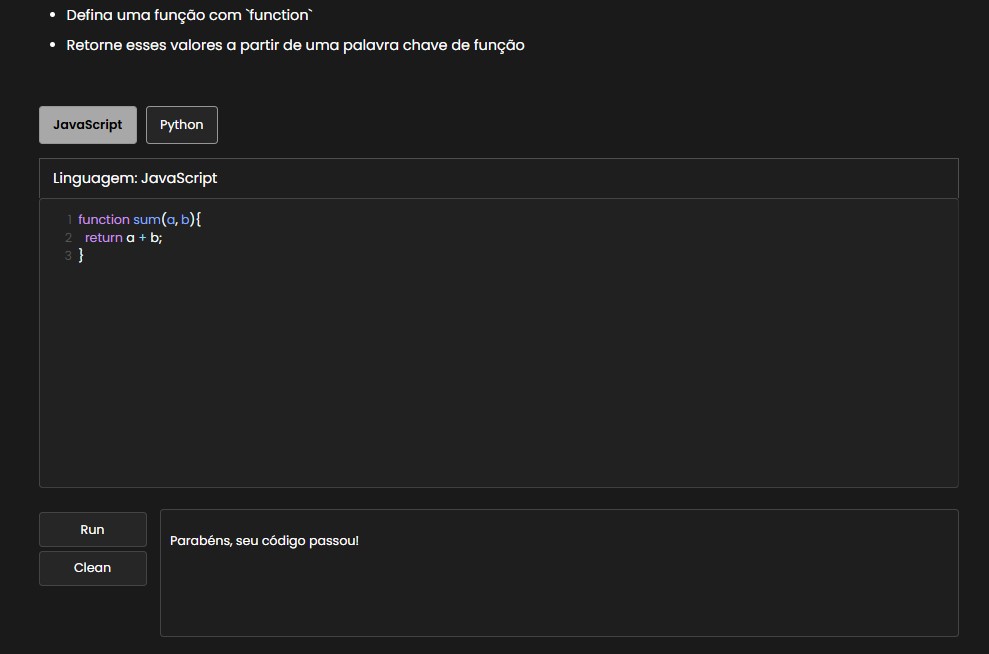 Defina uma função com `function`
Retorne esses valores a partir de uma palavra chave de função
JavaScript
Python
Linguagem: JavaScript
1 function sum(a, b){
2 return a + b;
3 }
Run
Clean
Parabéns, seu código passou!